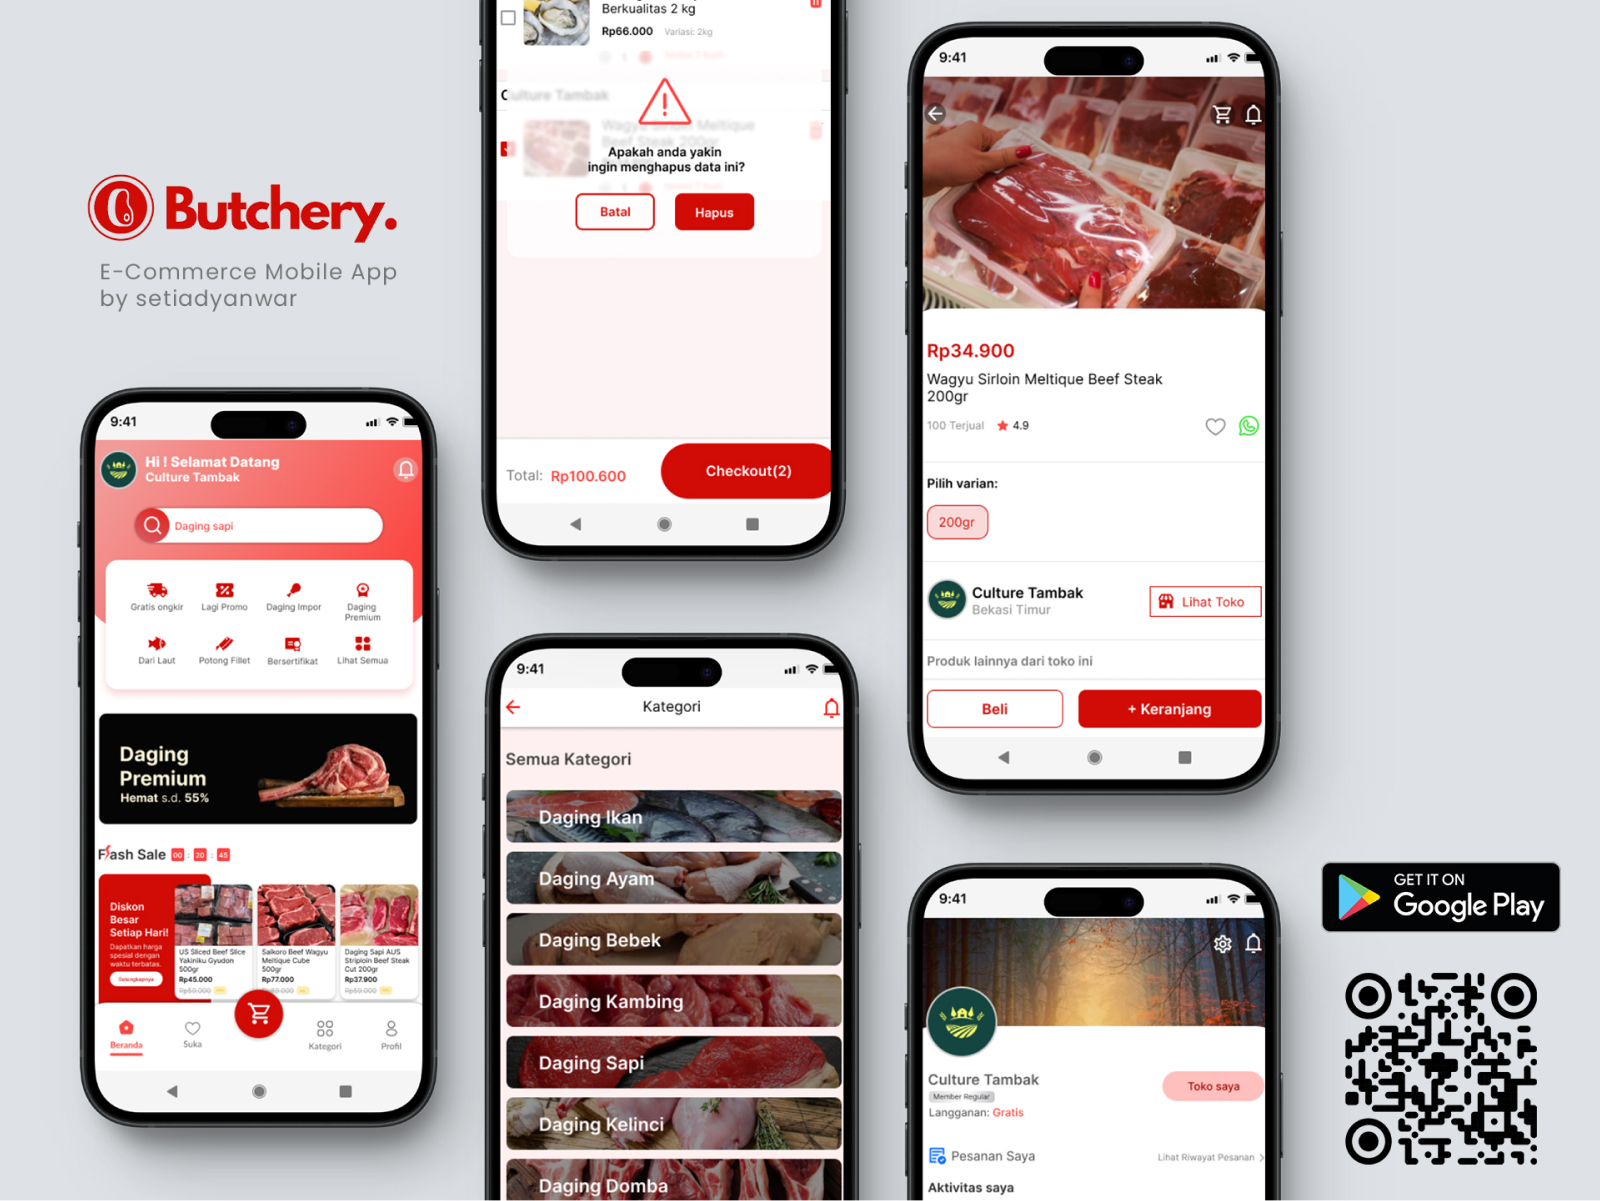 Butchery.
E-Commerce Mobile App
by setiadyanwar
9:41
Hi ! Selamat Datang
Culture Tambak
Daging sapi
Gratis ongkir
Lagi Promo
Daging Impor
Daging
Premium
Dari Laut
Potong Fillet
Bersertifikat
Lihat Semua
Daging
Premium
Hemat s.d. 55%
Flash Sale 00 : 20 : 45
Diskon
Besar
Setiap Hari!
Dapatkan harga
spesial dengan
waktu terbatas.
Selengkapnya
US Sliced Beef Slice
Yakiniku Gyudon
500gr
Rp45.000
Rp50.000
Saikoro Beef Wagyu
Meltique Cube
500gr
Rp77.000
Daging Sapi AUS
Striploin Beef Steak
Cut 200gr
Rp37.900
Rp50.000
Beranda
Suka
Kategori
Profil
Berkualitas 2 kg
Rp66.000 Variasi: 2kg
1
Culture Tambak
Wagyu Sirloin Meltique
Beef Steak 200gr
Apakah anda yakin
ingin menghapus data ini?
Batal
Hapus
Total: Rp100.600
Checkout(2)
9:41
Kategori
Semua Kategori
Daging Ikan
Daging Ayam
Daging Bebek
Daging Kambing
Daging Sapi
Daging Kelinci
Daging Domba
9:41
Rp34.900
Wagyu Sirloin Meltique Beef Steak
200gr
100 Terjual 4.9
Pilih varian:
200gr
Culture Tambak
Bekasi Timur
Lihat Toko
Produk lainnya dari toko ini
Beli
+ Keranjang
9:41
Culture Tambak
Member Regular
Langganan: Gratis
Toko saya
Pesanan Saya
Lihat Riwayat Pesanan
Aktivitas saya
GET IT ON
Google Play